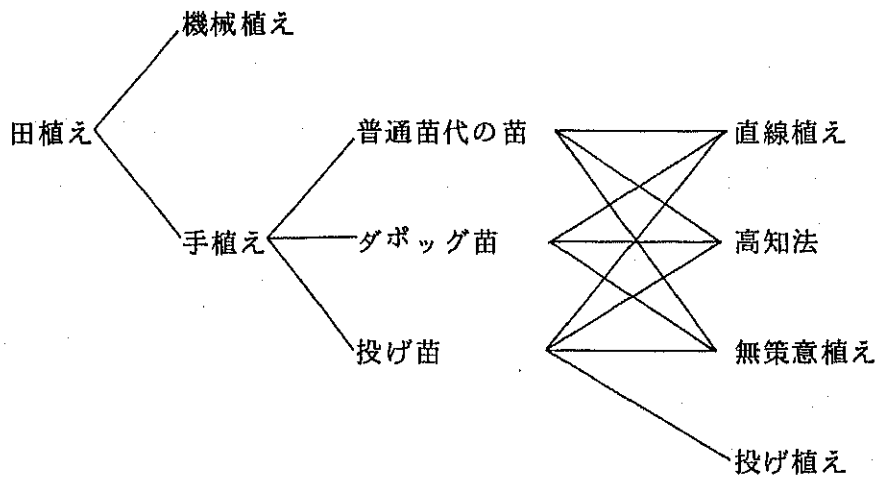 機械植え
田植え
普通苗代の苗
直線植え
手植え
ダポッグ苗
高知法
投げ苗
無策意植え
投げ植え